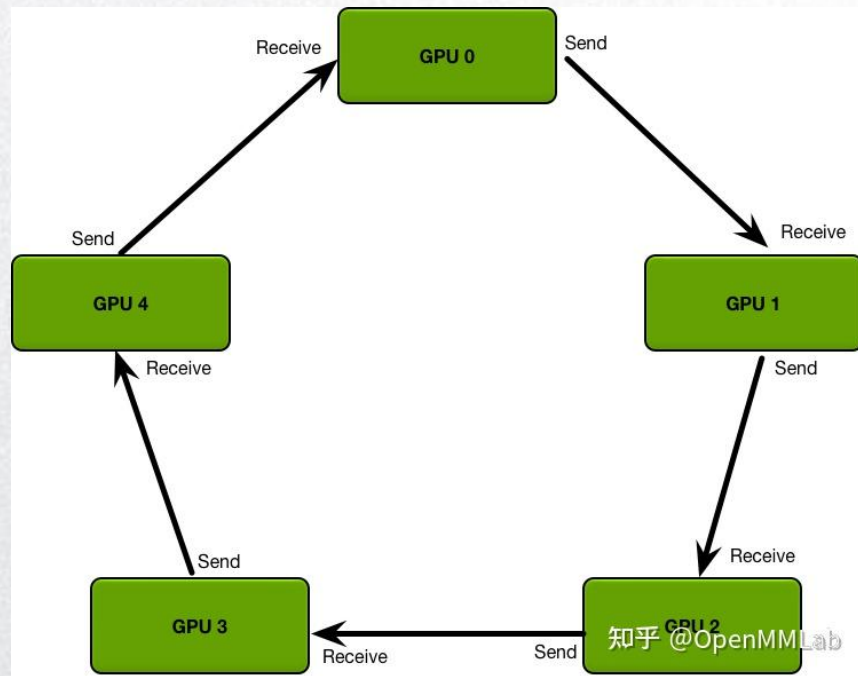 Receive
GPU 0
Send
Send
Receive
GPU 4
GPU 1
Receive
Send
Send
Receive
GPU 3
GPU 2
知乎 @OpenMMLab
Receive
Send